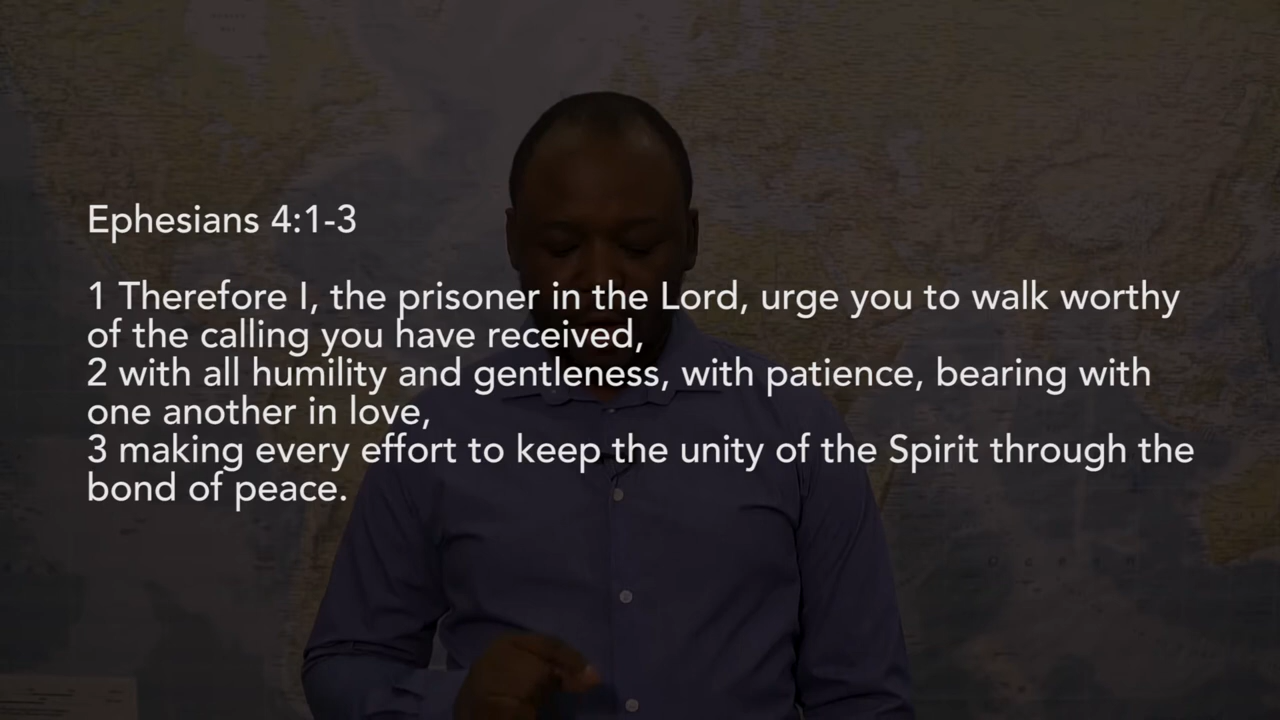 Ephesians 4:1-3
1 Therefore I, the prisoner in the Lord, urge you to walk worthy
of the calling you have received,
2 with all humility and gentleness, with patience, bearing with
one another in love,
3 making every effort to keep the unity of the Spirit through the
bond of peace.